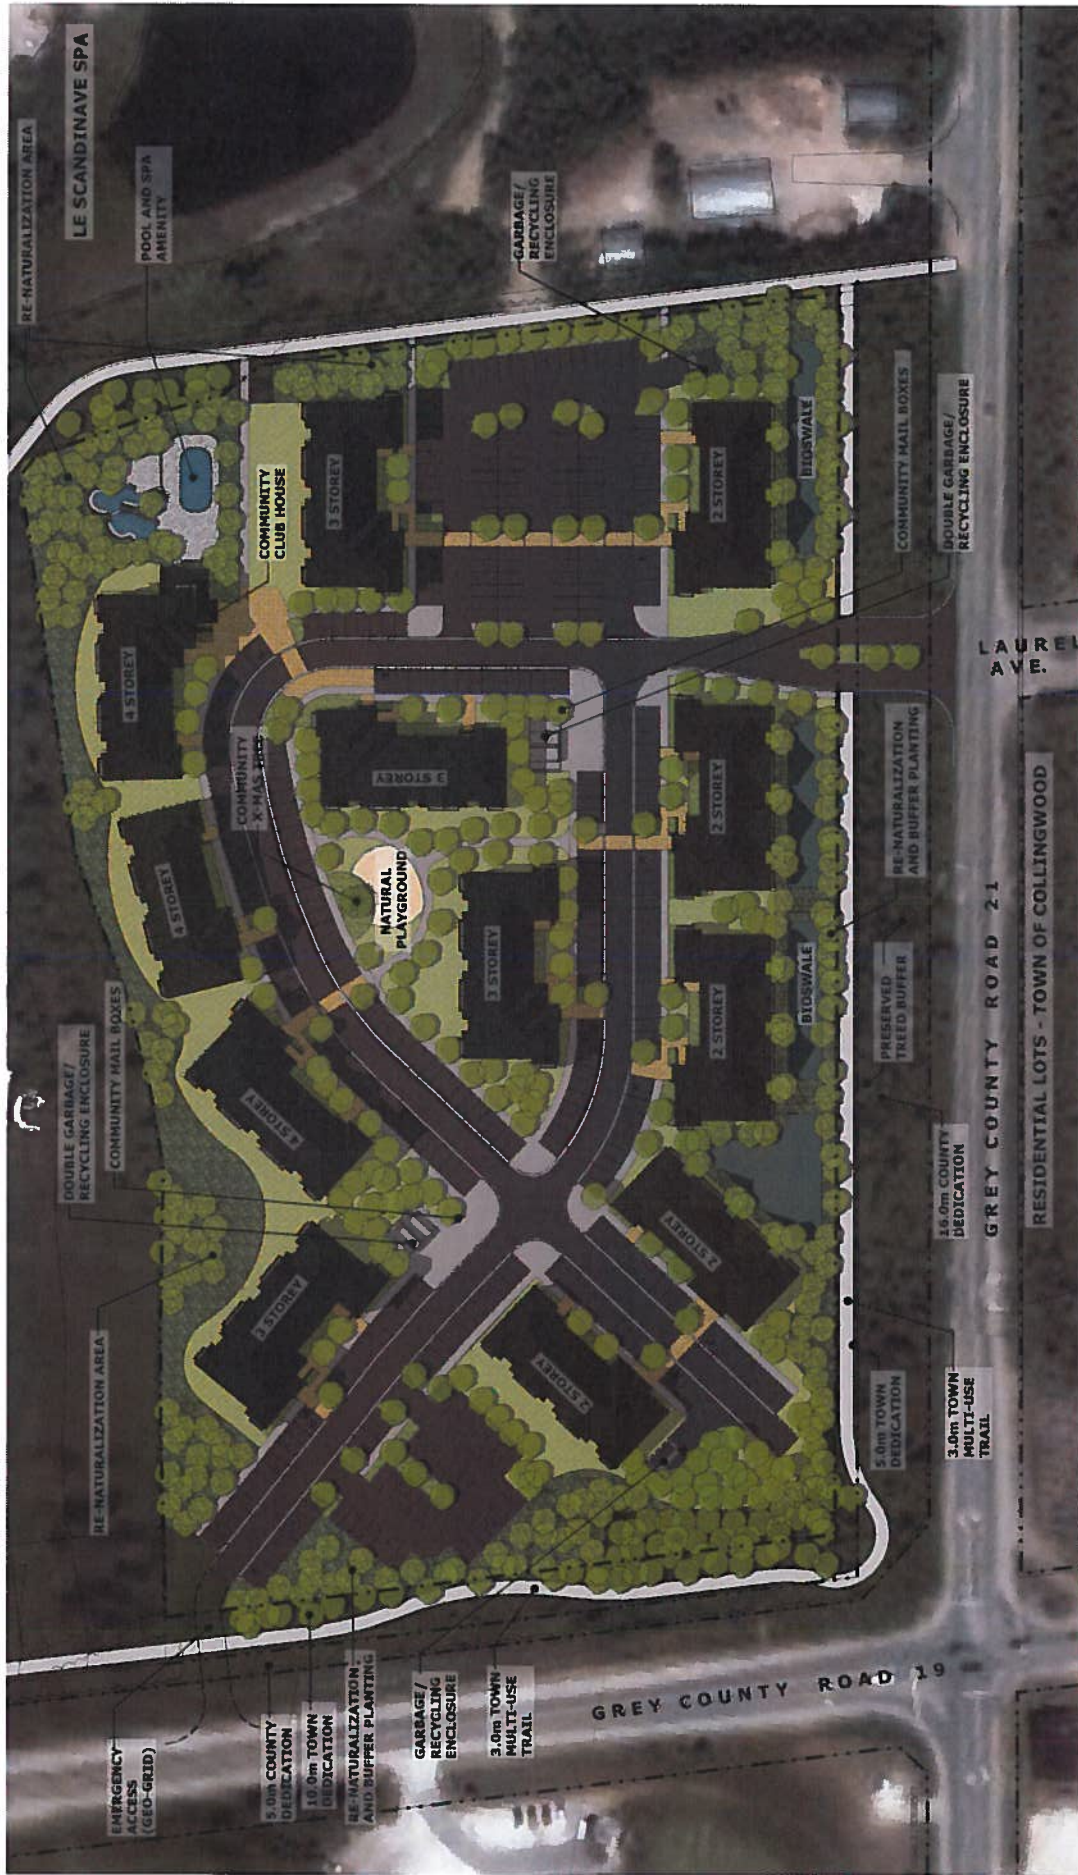 LE SCANDINAVE SPA
RE-NATURALIZATION AREA
POOL AND SPA
AMENITY
GARBAGE/
RECYCLING
ENCLOSURE
COMMUNITY
CLUB HOUSE
3 STOREY
2 STOREY
BIOSWALE
COMMUNITY MAIL BOXES
DOUBLE GARBAGE/
RECYCLING ENCLOSURE
LAUREL
AVE.
4 STOREY
COMMUNITY
X-MAS TREE
3 STOREY
2 STOREY
RE-NATURALIZATION
AND BUFFER PLANTING
4 STOREY
NATURAL
PLAYGROUND
3 STOREY
2 STOREY
BIOSWALE
PRESERVED
TREED BUFFER
GREY COUNTY ROAD 21
RESIDENTIAL LOTS - TOWN OF COLLINGWOOD
DOUBLE GARBAGE/
RECYCLING ENCLOSURE
COMMUNITY MAIL BOXES
4 STOREY
2 STOREY
16.0m COUNTY
DEDICATION
RE-NATURALIZATION AREA
3 STOREY
2 STOREY
5.0m TOWN
DEDICATION
3.0m TOWN
MULTI-USE
TRAIL
EMERGENCY
ACCESS
(GEO-GRID)
5.0m COUNTY
DEDICATION
10.0m TOWN
DEDICATION
RE-NATURALIZATION
AND BUFFER PLANTING
GARBAGE/
RECYCLING
ENCLOSURE
3.0m TOWN
MULTI-USE
TRAIL
GREY COUNTY ROAD 19